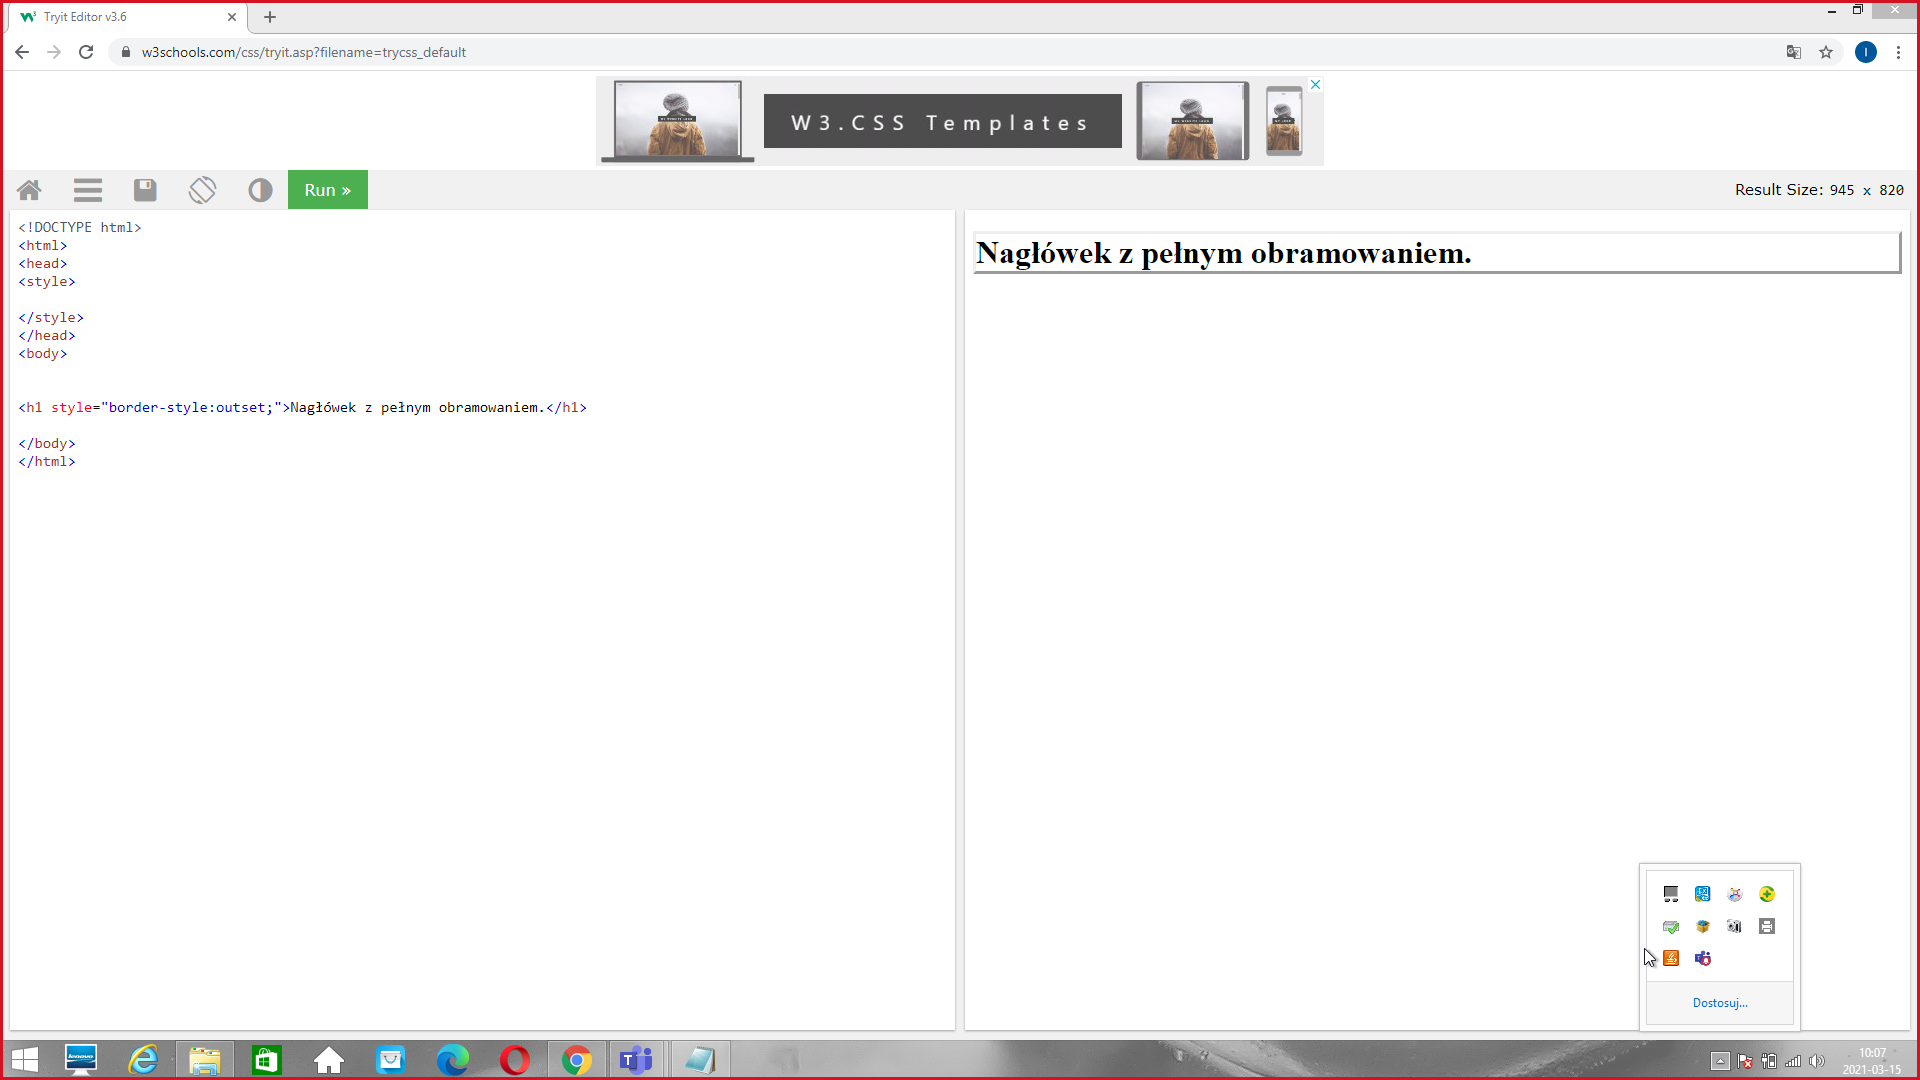 Tryit Editor v3.6
w3schools.com/css/tryit.asp?filename=trycss_default
I
W3.CSS Templates
Run »
Result Size: 945 x 820
<!DOCTYPE html>
<html>
<head>
<style>
</style>
</head>
<body>
<h1 style="border-style:outset;">Nagłówek z pełnym obramowaniem.</h1>
</body>
</html>
Nagłówek z pełnym obramowaniem.
Dostosuj...
lenovo
10:07
2021-03-15